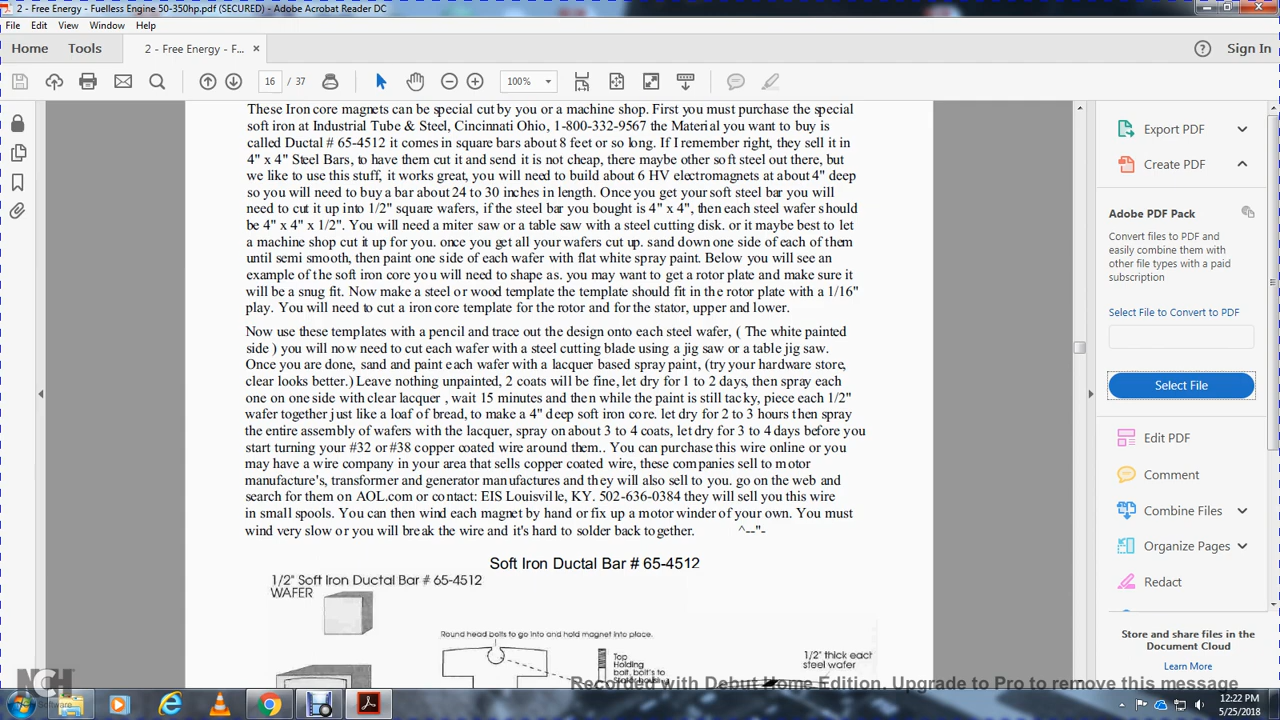 2 - Free Energy - Fuelless Engine 50-350hp.pdf (SECURED) - Adobe Acrobat Reader DC
File Edit View Window Help
Home Tools 2 - Free Energy - F... × Sign In
16 / 37 100%
These Iron core magnets can be special cut by you or a machine shop. First you must purchase the special
soft iron at Industrial Tube & Steel, Cincinnati Ohio, 1-800-332-9567 the Material you want to buy is
called Ductal # 65-4512 it comes in square bars about 8 feet or so long. If I remember right, they sell it in
4" x 4" Steel Bars, to have them cut it and send it is not cheap, there maybe other soft steel out there, but
we like to use this stuff, it works great, you will need to build about 6 HV electromagnets at about 4" deep
so you will need to buy a bar about 24 to 30 inches in length. Once you get your soft steel bar you will
need to cut it up into 1/2" square wafers, if the steel bar you bought is 4" x 4", then each steel wafer should
be 4" x 4" x 1/2". You will need a miter saw or a table saw with a steel cutting disk. or it maybe best to let
a machine shop cut it up for you. once you get all your wafers cut up. sand down one side of each of them
until semi smooth, then paint one side of each wafer with flat white spray paint. Below you will see an
example of the soft iron core you will need to shape as. you may want to get a rotor plate and make sure it
will be a snug fit. Now make a steel or wood template the template should fit in the rotor plate with a 1/16"
play. You will need to cut a iron core template for the rotor and for the stator, upper and lower.
Now use these templates with a pencil and trace out the design onto each steel wafer, ( The white painted
side ) you will now need to cut each wafer with a steel cutting blade using a jig saw or a table jig saw.
Once you are done, sand and paint each wafer with a lacquer based spray paint, (try your hardware store,
clear looks better.) Leave nothing unpainted, 2 coats will be fine, let dry for 1 to 2 days, then spray each
one on one side with clear lacquer , wait 15 minutes and then while the paint is still tacky, piece each 1/2"
wafer together just like a loaf of bread, to make a 4" deep soft iron core. let dry for 2 to 3 hours then spray
the entire assembly of wafers with the lacquer, spray on about 3 to 4 coats, let dry for 3 to 4 days before you
start turning your #32 or #38 copper coated wire around them.. You can purchase this wire online or you
may have a wire company in your area that sells copper coated wire, these companies sell to motor
manufacture's, transformer and generator manufactures and they will also sell to you. go on the web and
search for them on AOL.com or contact: EIS Louisville, KY. 502-636-0384 they will sell you this wire
in small spools. You can then wind each magnet by hand or fix up a motor winder of your own. You must
wind very slow or you will break the wire and it's hard to solder back together. ^--"-
Soft Iron Ductal Bar # 65-4512
1/2" Soft Iron Ductal Bar # 65-4512
WAFER
Round head bolts to go into and hold magnet into place.
Top
Holding
bolt, bolt's to
1/2" thick each
steel wafer
Export PDF
Create PDF
Adobe PDF Pack
Convert files to PDF and
easily combine them with
other file types with a paid
subscription
Select File to Convert to PDF
Select File
Edit PDF
Comment
Combine Files
Organize Pages
Redact
Store and share files in the
Document Cloud
Learn More
NCH Software
Recorded with Debut Home Edition. Upgrade to Pro to remove this message
12:22 PM
5/25/2018